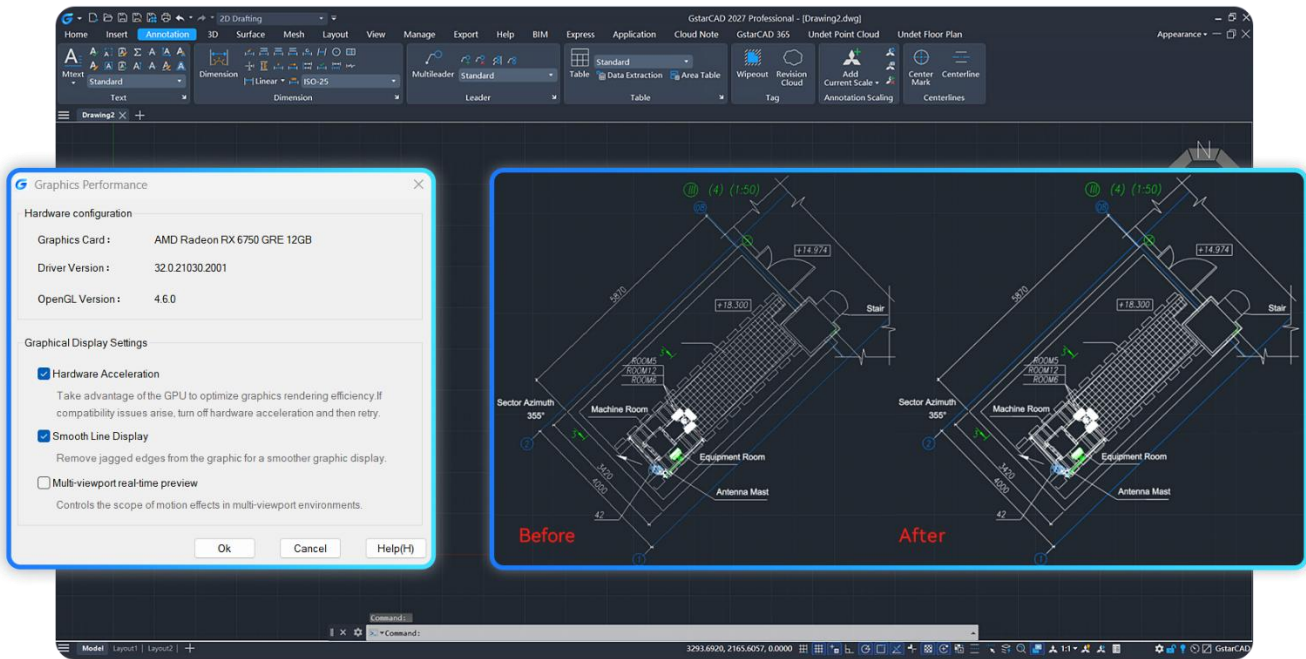 2D Drafting
GstarCAD 2027 Professional - [Drawing2.dwg]
Home Insert Annotation 3D Surface Mesh Layout View Manage Export Help BIM Express Application Cloud Note GstarCAD 365 Undet Point Cloud Undet Floor Plan Appearance
Mtext
Standard
Text
Dimension
Linear
ISO-25
Dimension
Multileader
Standard
Leader
Table
Standard
Data Extraction
Area Table
Table
Wipeout
Revision Cloud
Tag
Add Current Scale
Annotation Scaling
Center Mark
Centerline
Centerlines
Drawing2
N
Graphics Performance
Hardware configuration
Graphics Card : AMD Radeon RX 6750 GRE 12GB
Driver Version : 32.0.21030.2001
OpenGL Version : 4.6.0
Graphical Display Settings
Hardware Acceleration
Take advantage of the GPU to optimize graphics rendering efficiency.If
compatibility issues arise, turn off hardware acceleration and then retry.
Smooth Line Display
Remove jagged edges from the graphic for a smoother graphic display.
Multi-viewport real-time preview
Controls the scope of motion effects in multi-viewport environments.
Ok Cancel Help(H)
III (4) (1:50)
+14.974
5870
+18.300
Stair
ROOM5
ROOM12
ROOM6
Sector Azimuth
355°
Machine Room
2
Equipment Room
3420
4000
Antenna Mast
42
Before
1
III (4) (1:50)
+14.974
5870
+18.300
Stair
ROOM5
ROOM12
ROOM6
Sector Azimuth
355°
Machine Room
2
Equipment Room
3420
4000
Antenna Mast
42
After
1
Command:
Command:
Model Layout1 Layout2
3293.6920, 2165.6057, 0.0000
1:1
GstarCAD